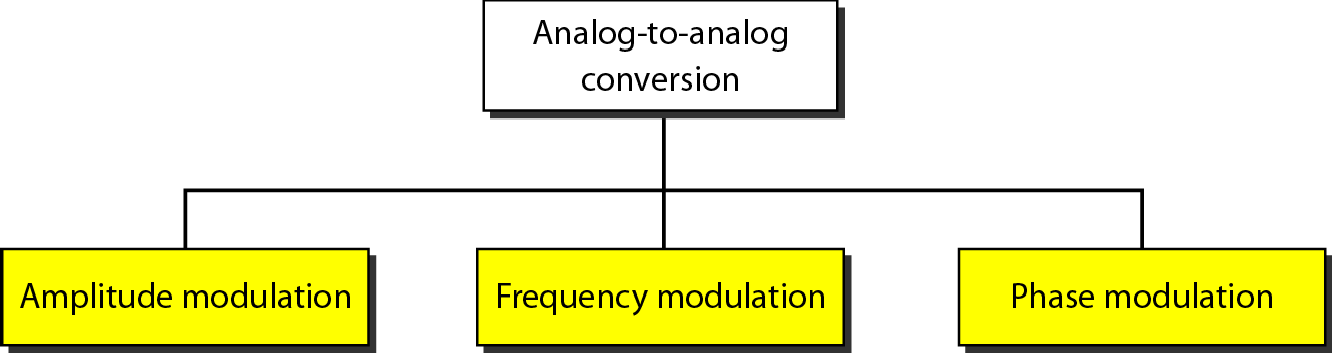 Analog-to-analog
conversion
Amplitude modulation
Frequency modulation
Phase modulation